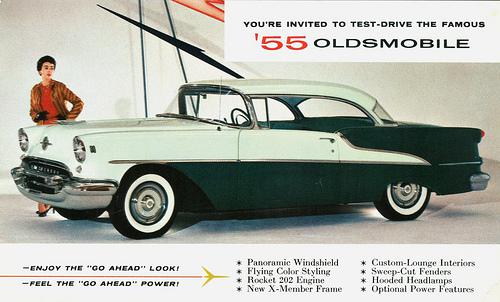 YOU'RE INVITED TO TEST-DRIVE THE FAMOUS
'55 OLDSMOBILE
—ENJOY THE "GO AHEAD" LOOK!
—FEEL THE "GO AHEAD" POWER!
* Panoramic Windshield
* Flying Color Styling
* Rocket 202 Engine
* New X-Member Frame
* Custom-Lounge Interiors
* Sweep-Cut Fenders
* Hooded Headlamps
* Optional Power Features